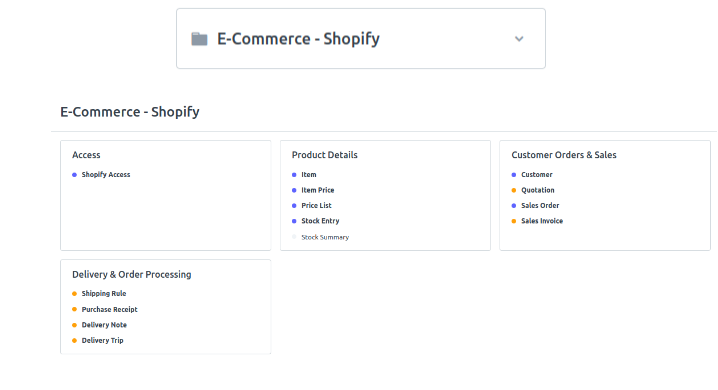 E-Commerce - Shopify
E-Commerce - Shopify
Access
Shopify Access
Product Details
Item
Item Price
Price List
Stock Entry
Stock Summary
Customer Orders & Sales
Customer
Quotation
Sales Order
Sales Invoice
Delivery & Order Processing
Shipping Rule
Purchase Receipt
Delivery Note
Delivery Trip